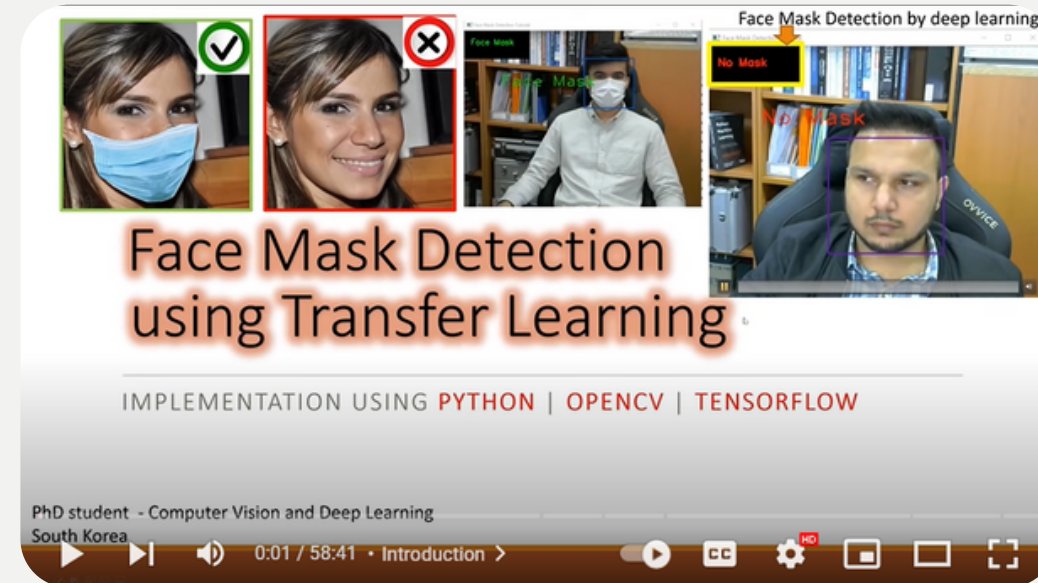 Face Mask Detection by deep learning
Face Mask
Face Mask
No Mask
No Mask
OVVICE
Face Mask Detection
using Transfer Learning
IMPLEMENTATION USING PYTHON | OPENCV | TENSORFLOW
PhD student - Computer Vision and Deep Learning
South Korea
0:01 / 58:41 • Introduction >
CC
HD